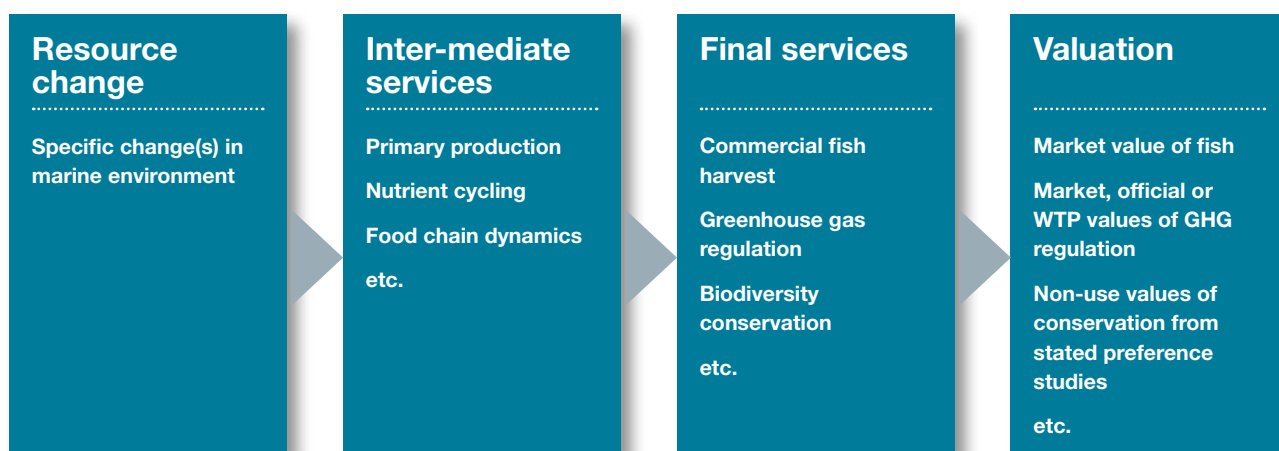 Resource
change
Specific change(s) in
marine environment
Inter-mediate
services
Primary production
Nutrient cycling
Food chain dynamics
etc.
Final services
Commercial fish
harvest
Greenhouse gas
regulation
Biodiversity
conservation
etc.
Valuation
Market value of fish
Market, official or
WTP values of GHG
regulation
Non-use values of
conservation from
stated preference
studies
etc.